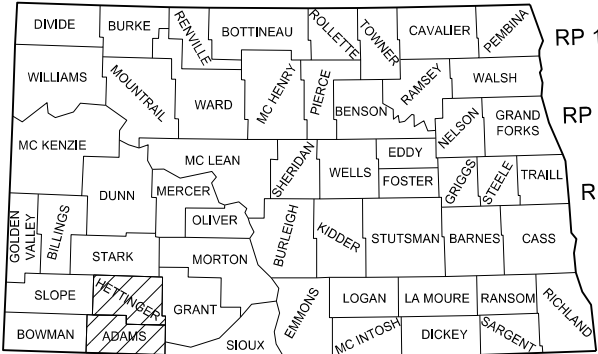 DIVIDE
BURKE
RENVILLE
BOTTINEAU
ROLLETTE
TOWNER
CAVALIER
PEMBINA
RP 1
WILLIAMS
MOUNTRAIL
WARD
MC HENRY
PIERCE
BENSON
RAMSEY
WALSH
NELSON
GRAND
FORKS
RP
MC KENZIE
MC LEAN
SHERIDAN
WELLS
EDDY
FOSTER
GRIGGS
STEELE
TRAILL
R
DUNN
MERCER
OLIVER
GOLDEN
VALLEY
BILLINGS
STARK
MORTON
BURLEIGH
KIDDER
STUTSMAN
BARNES
CASS
SLOPE
HETTINGER
GRANT
EMMONS
LOGAN
LA MOURE
RANSOM
RICHLAND
BOWMAN
ADAMS
SIOUX
MC INTOSH
DICKEY
SARGENT